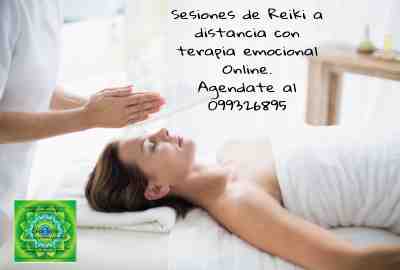 Sesiones de Reiki a
distancia con
terapia emocional
Online.
Agendate al
099326895